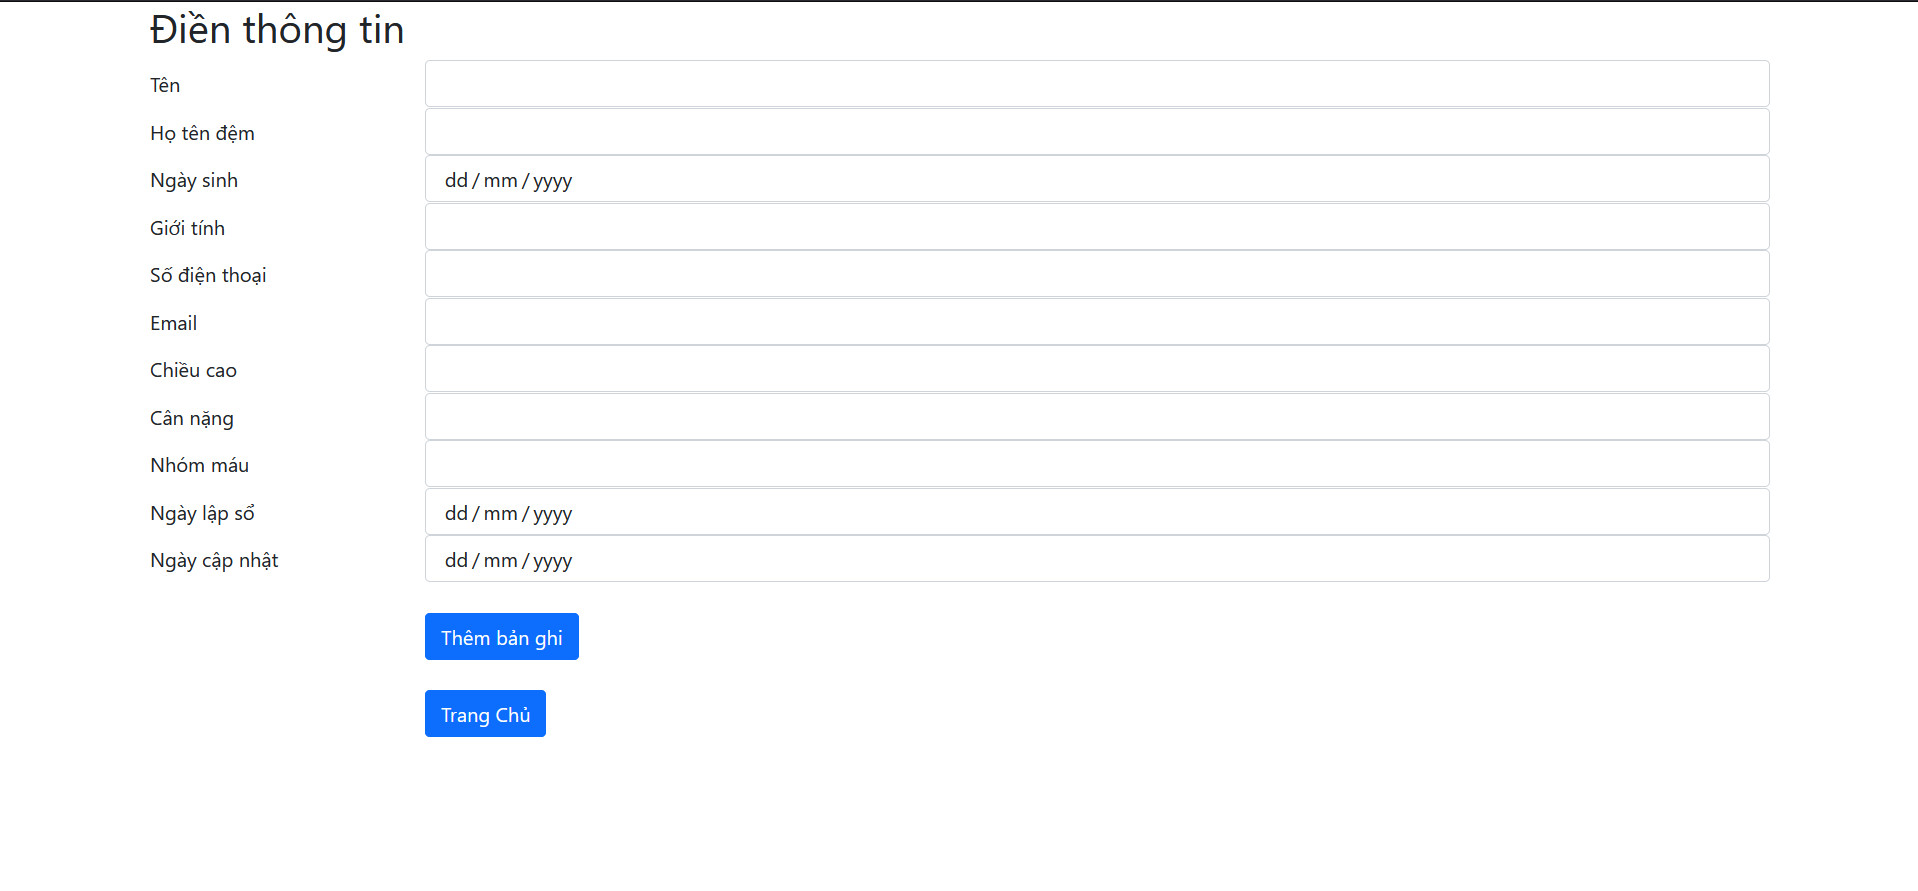 Điền thông tin
Tên
Họ tên đệm
Ngày sinh dd/mm/yyyy
Giới tính
Số điện thoại
Email
Chiều cao
Cân nặng
Nhóm máu
Ngày lập sổ dd/mm/yyyy
Ngày cập nhật dd/mm/yyyy
Thêm bản ghi
Trang Chủ